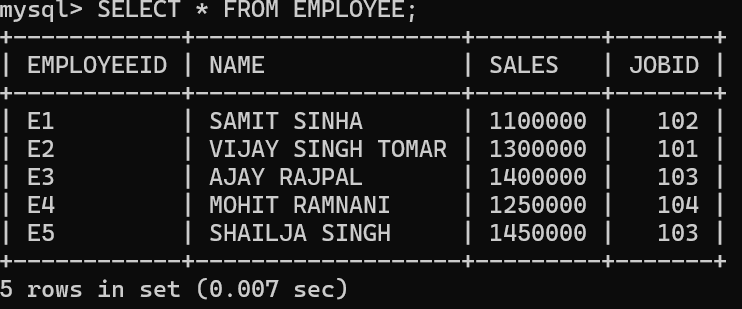 mysql> SELECT * FROM EMPLOYEE;
+------------+---------------------+---------+-------+
| EMPLOYEEID | NAME                | SALES   | JOBID |
+------------+---------------------+---------+-------+
| E1         | SAMIT SINHA         | 1100000 |   102 |
| E2         | VIJAY SINGH TOMAR   | 1300000 |   101 |
| E3         | AJAY RAJPAL         | 1400000 |   103 |
| E4         | MOHIT RAMNANI       | 1250000 |   104 |
| E5         | SHAILJA SINGH       | 1450000 |   103 |
+------------+---------------------+---------+-------+
5 rows in set (0.007 sec)